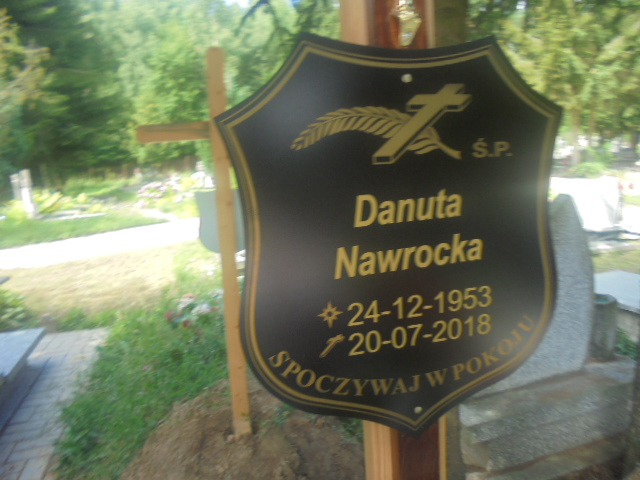 Ś.P.
Danuta
Nawrocka
24-12-1953
20-07-2018
SPOCZYWAJ W POKOJU